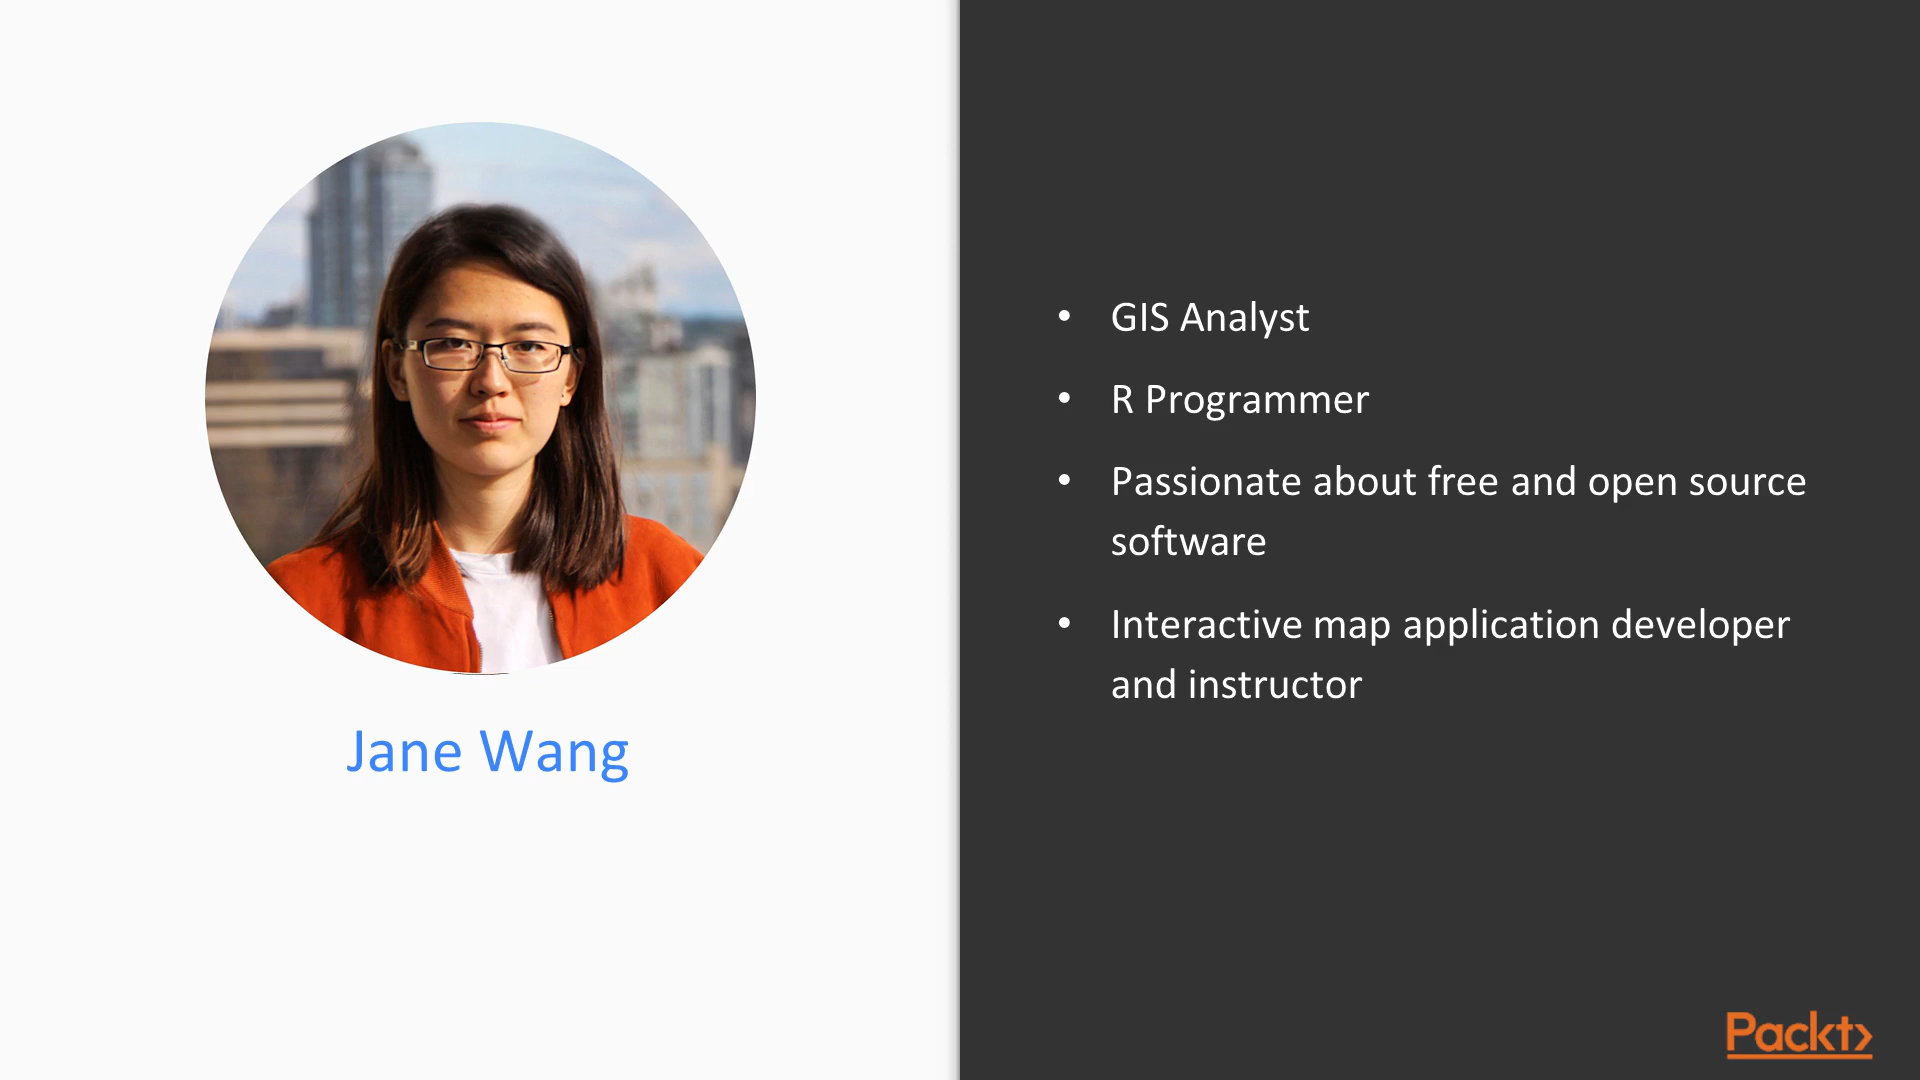 Jane Wang
• GIS Analyst
• R Programmer
• Passionate about free and open source
software
• Interactive map application developer
and instructor
Packt>